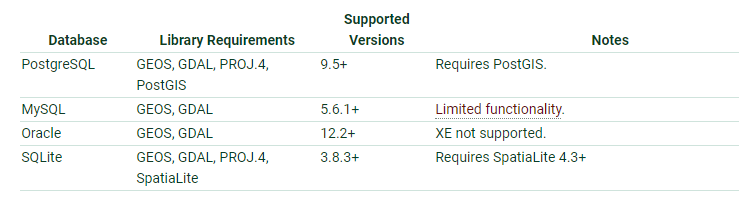 Database Library Requirements Supported Versions Notes
PostgreSQL GEOS, GDAL, PROJ.4, PostGIS 9.5+ Requires PostGIS.
MySQL GEOS, GDAL 5.6.1+ Limited functionality.
Oracle GEOS, GDAL 12.2+ XE not supported.
SQLite GEOS, GDAL, PROJ.4, SpatiaLite 3.8.3+ Requires SpatiaLite 4.3+